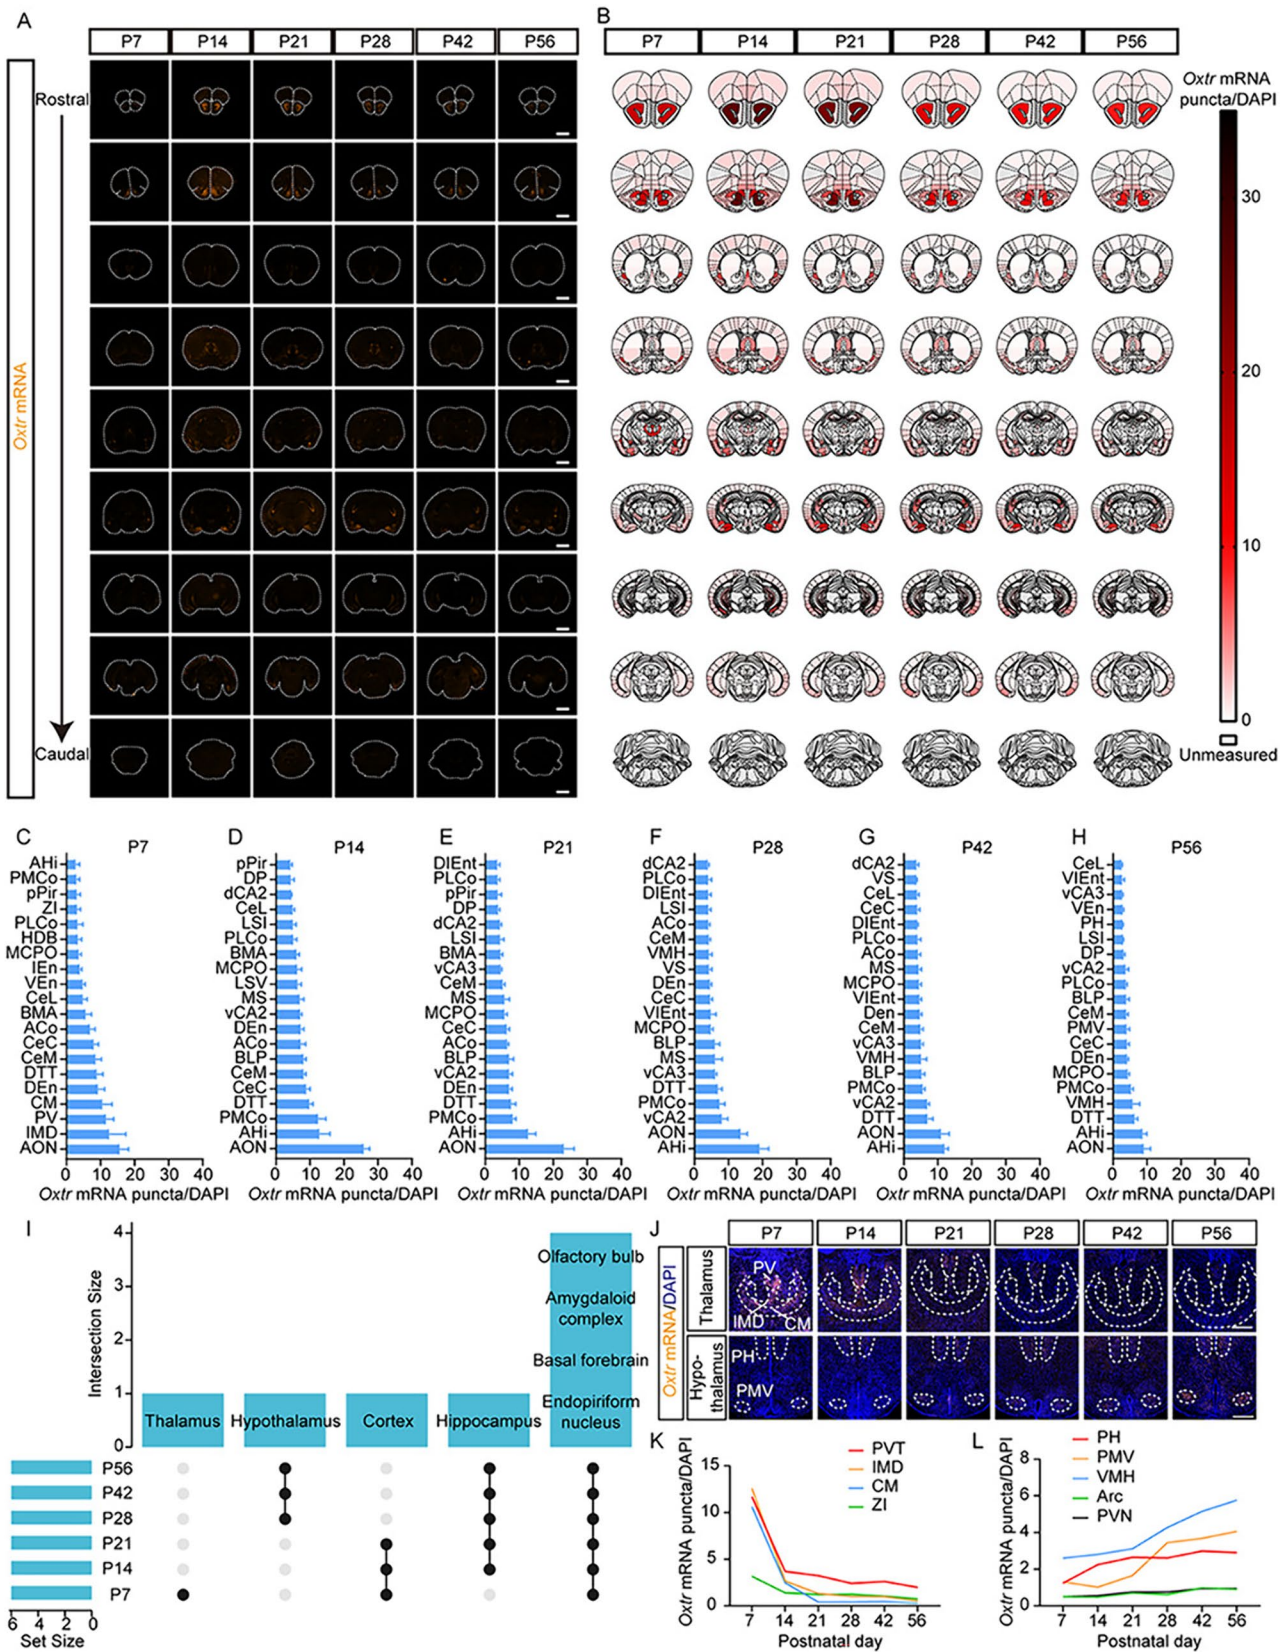 A
P7 P14 P21 P28 P42 P56
Rostral
Oxtr mRNA
Caudal
B
P7 P14 P21 P28 P42 P56
Oxtr mRNA
puncta/DAPI
30
20
10
0
Unmeasured
C P7
AHi
PMCo
pPir
ZI
PLCo
HDB
MCPO
IEn
VEn
CeL
BMA
ACo
CeC
CeM
DTT
DEn
CM
PV
IMD
AON
0 10 20 30 40
Oxtr mRNA puncta/DAPI
D P14
pPir
DP
dCA2
CeL
LSI
PLCo
BMA
MCPO
LSV
MS
vCA2
DEn
ACo
BLP
CeM
CeC
DTT
PMCo
AHi
AON
0 10 20 30 40
Oxtr mRNA puncta/DAPI
E P21
DIEnt
PLCo
pPir
DP
dCA2
LSI
BMA
vCA3
CeM
MS
MCPO
CeC
ACo
BLP
vCA2
DEn
DTT
PMCo
AHi
AON
0 10 20 30 40
Oxtr mRNA puncta/DAPI
F P28
dCA2
PLCo
DIEnt
LSI
ACo
CeM
VMH
VS
DEn
CeC
VIEnt
MCPO
BLP
MS
vCA3
DTT
PMCo
vCA2
AON
AHi
0 10 20 30 40
Oxtr mRNA puncta/DAPI
G P42
dCA2
VS
CeL
CeC
DIEnt
PLCo
ACo
MS
MCPO
VIEnt
Den
CeM
vCA3
VMH
BLP
PMCo
vCA2
DTT
AON
AHi
0 10 20 30 40
Oxtr mRNA puncta/DAPI
H P56
CeL
VIEnt
vCA3
VEn
PH
LSI
DP
vCA2
PLCo
BLP
CeM
PMV
CeC
DEn
MCPO
PMCo
VMH
DTT
AHi
AON
0 10 20 30 40
Oxtr mRNA puncta/DAPI
I
Intersection Size
4
3
2
1
0
Olfactory bulb
Amygdaloid
complex
Basal forebrain
Endopiriform
nucleus
Thalamus
Hypothalamus
Cortex
Hippocampus
P56
P42
P28
P21
P14
P7
6 4 2 0
Set Size
J
P7 P14 P21 P28 P42 P56
Oxtr mRNA/DAPI
Thalamus
PV
IMD CM
Hypo-
thalamus
PH
PMV
K
Oxtr mRNA puncta/DAPI
15
10
5
0
PVT
IMD
CM
ZI
7 14 21 28 42 56
Postnatal day
L
Oxtr mRNA puncta/DAPI
8
6
4
2
0
PH
PMV
VMH
Arc
PVN
7 14 21 28 42 56
Postnatal day